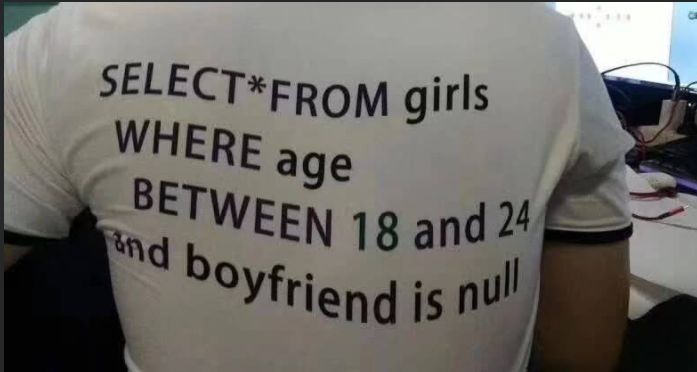 SELECT*FROM girls
WHERE age
BETWEEN 18 and 24
and boyfriend is null